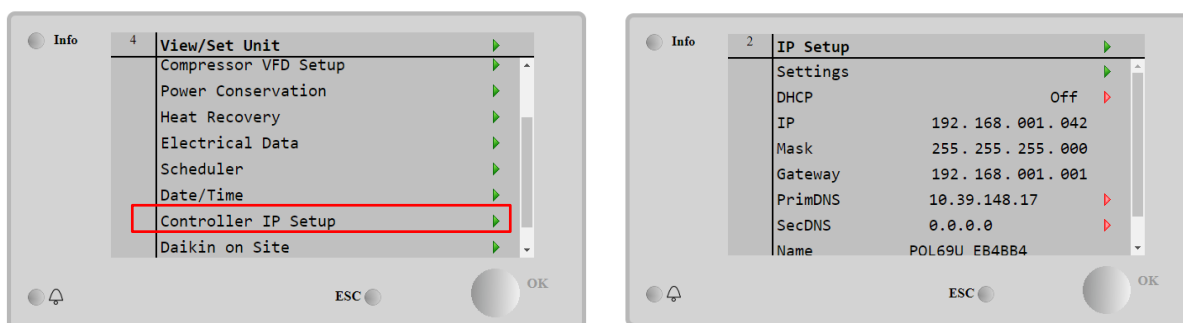 Info
4 View/Set Unit
Compressor VFD Setup
Power Conservation
Heat Recovery
Electrical Data
Scheduler
Date/Time
Controller IP Setup
Daikin on Site
ESC
OK
Info
2 IP Setup
Settings
DHCP Off
IP 192.168.001.042
Mask 255.255.255.000
Gateway 192.168.001.001
PrimDNS 10.39.148.17
SecDNS 0.0.0.0
Name POL69U_EB4BB4
ESC
OK